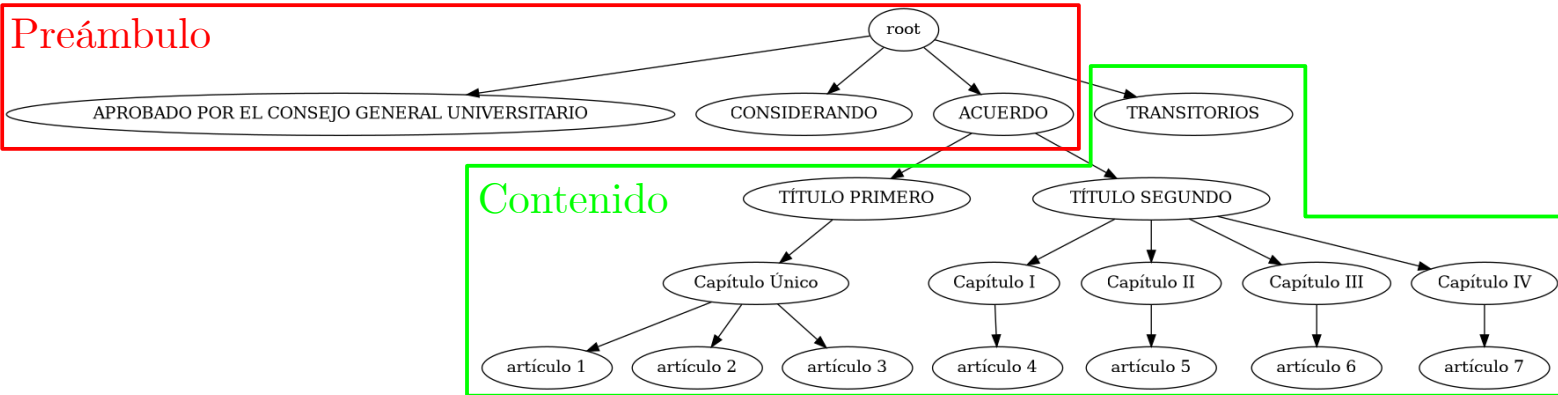 Preámbulo
root
APROBADO POR EL CONSEJO GENERAL UNIVERSITARIO
CONSIDERANDO
ACUERDO
TRANSITORIOS
Contenido
TÍTULO PRIMERO
TÍTULO SEGUNDO
Capítulo Único
Capítulo I
Capítulo II
Capítulo III
Capítulo IV
artículo 1
artículo 2
artículo 3
artículo 4
artículo 5
artículo 6
artículo 7